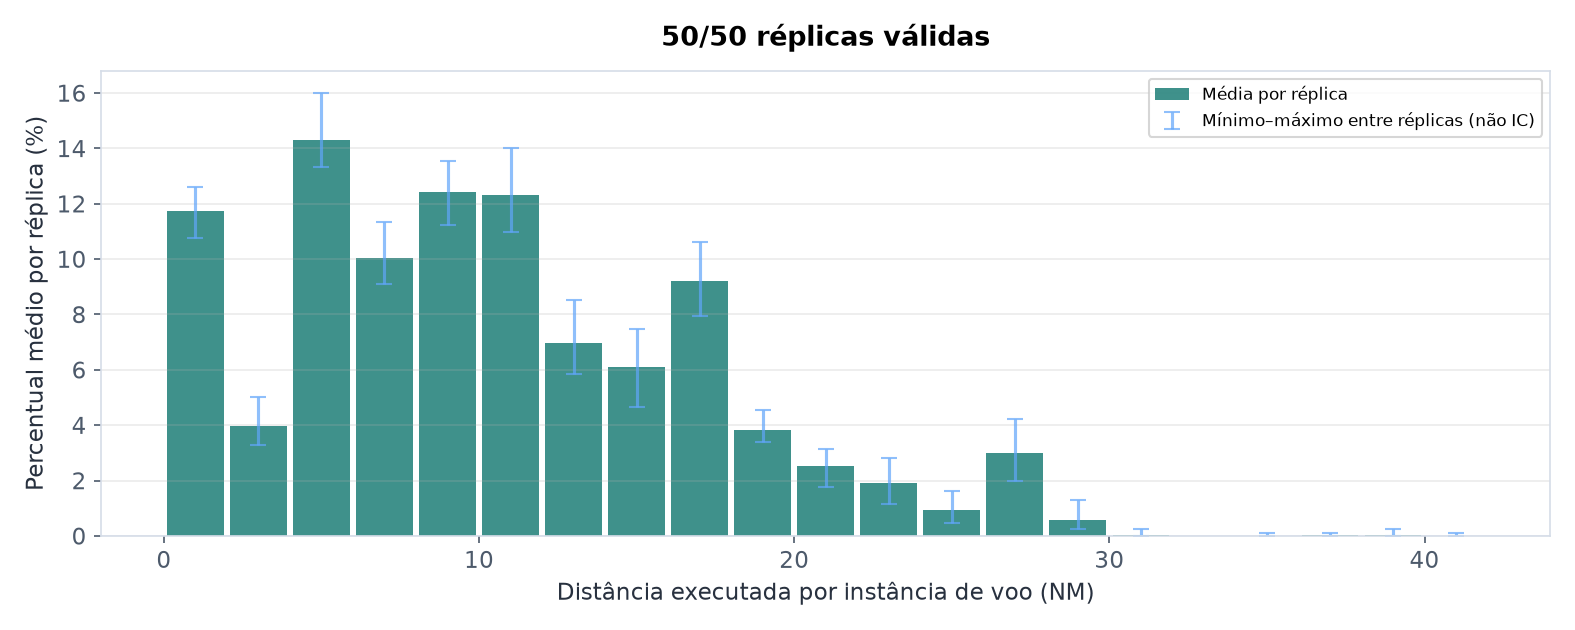 50/50 réplicas válidas
Percentual médio por réplica (%)
16
14
12
10
8
6
4
2
0
Média por réplica
Mínimo–máximo entre réplicas (não IC)
0 10 20 30 40
Distância executada por instância de voo (NM)